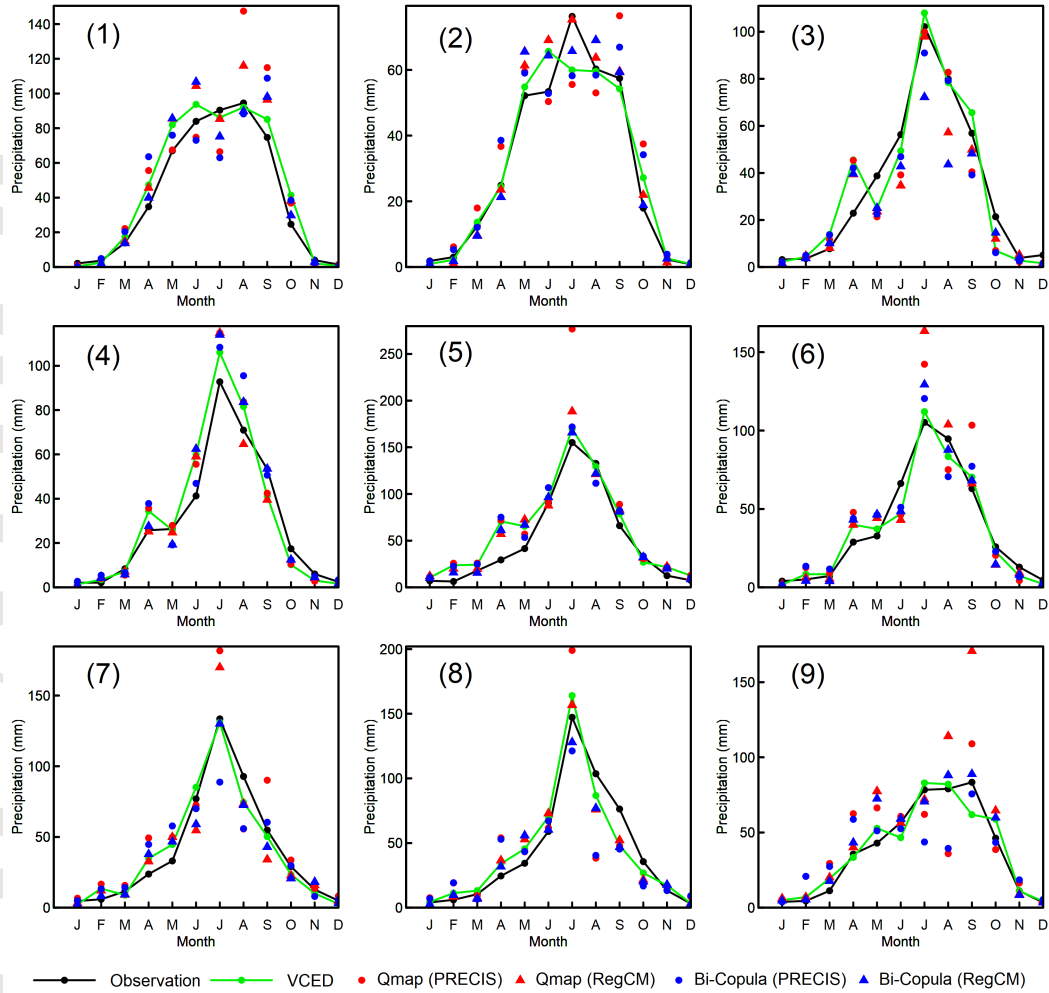 (1)
Precipitation (mm)
0 20 40 60 80 100 120 140
J F M A M J J A S O N D
Month
(2)
Precipitation (mm)
0 20 40 60
J F M A M J J A S O N D
Month
(3)
Precipitation (mm)
0 20 40 60 80 100
J F M A M J J A S O N D
Month
(4)
Precipitation (mm)
0 20 40 60 80 100
J F M A M J J A S O N D
Month
(5)
Precipitation (mm)
0 50 100 150 200 250
J F M A M J J A S O N D
Month
(6)
Precipitation (mm)
0 50 100 150
J F M A M J J A S O N D
Month
(7)
Precipitation (mm)
0 50 100 150
J F M A M J J A S O N D
Month
(8)
Precipitation (mm)
0 50 100 150 200
J F M A M J J A S O N D
Month
(9)
Precipitation (mm)
0 50 100 150
J F M A M J J A S O N D
Month
Observation VCED Qmap (PRECIS) Qmap (RegCM) Bi-Copula (PRECIS) Bi-Copula (RegCM)